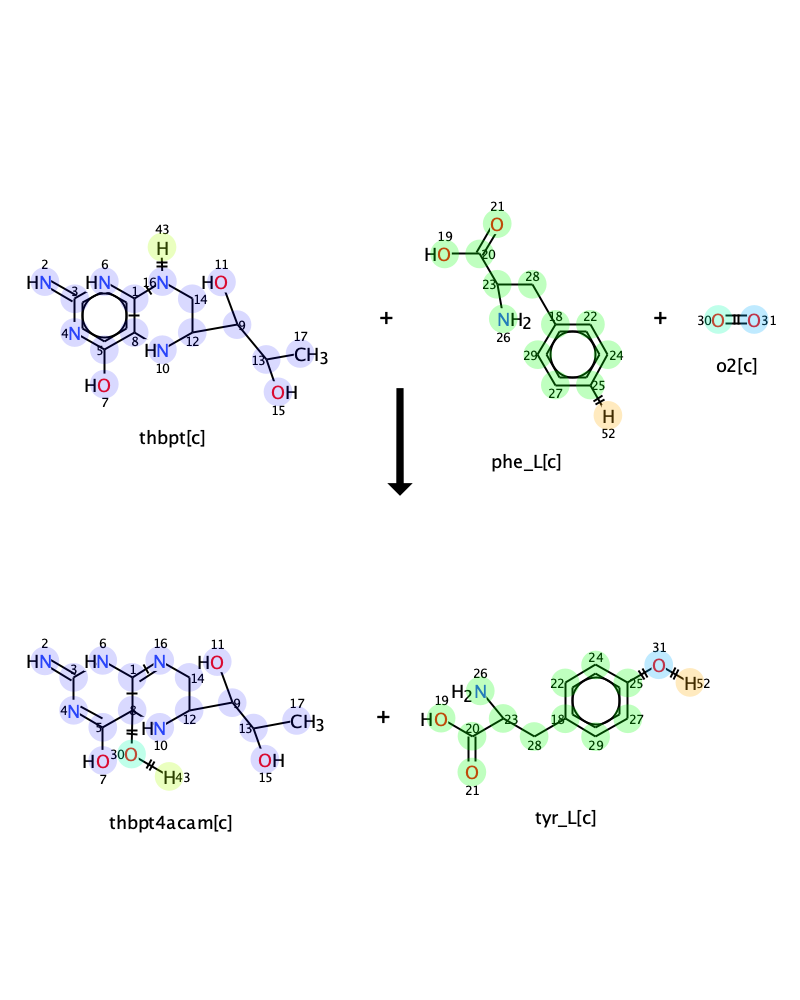 43
H
2 6 11
HN HN 16 N HO
3 1 14
4 N 9 17
5 8 12 CH3
HN 13
10
HO OH
7 15
thbpt[c]
+
21
O
19
HO 20
23 28
NH2
26
18 22
29 24
27 25
H
52
phe_L[c]
+
30 O O 31
o2[c]
2 6 16 11
HN HN N HO
3 1 14
4 N 9 17
5 8 12 CH3
HN 13
10
HO 30 O OH
7 H 43 15
thbpt4acam[c]
+
26
H2N
19
HO 23
20
28
O
21
31
24 O
22 25 H 52
18 27
29
tyr_L[c]